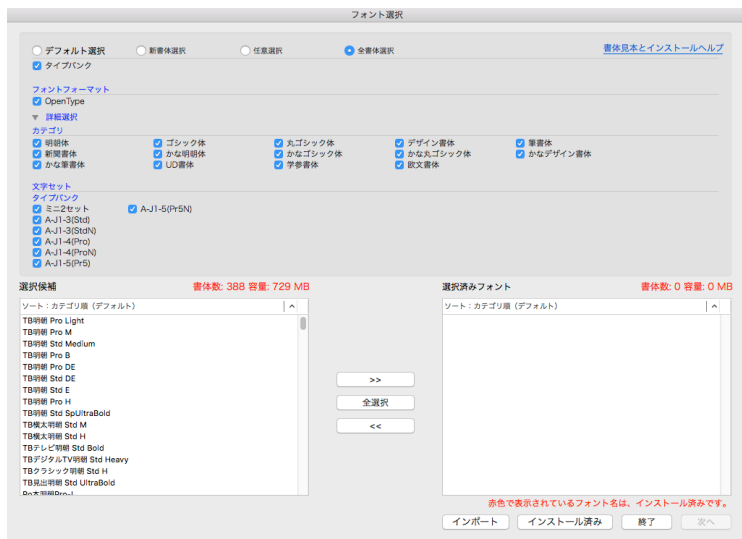 フォント選択
デフォルト選択 新書体選択 任意選択 全書体選択 書体見本とインストールヘルプ
タイプバンク
フォントフォーマット
OpenType
詳細選択
カテゴリ
明朝体 ゴシック体 丸ゴシック体 デザイン書体 筆書体
新聞書体 かな明朝体 かなゴシック体 かな丸ゴシック体 かなデザイン書体
かな筆書体 UD書体 学参書体 欧文書体
文字セット
タイプバンク
ミニ2セット A-J1-5(Pr5N)
A-J1-3(Std)
A-J1-3(StdN)
A-J1-4(Pro)
A-J1-4(ProN)
A-J1-5(Pr5)
選択候補 書体数: 388 容量: 729 MB
ソート：カテゴリ順（デフォルト）
TB明朝 Pro Light
TB明朝 Pro M
TB明朝 Std Medium
TB明朝 Pro B
TB明朝 Pro DE
TB明朝 Std DE
TB明朝 Std E
TB明朝 Pro H
TB明朝 Std SpUltraBold
TB横太明朝 Std M
TB横太明朝 Std H
TBテレビ明朝 Std Bold
TBデジタルTV明朝 Std Heavy
TBクラシック明朝 Std H
TB見出明朝 Std UltraBold
>>
全選択
<<
選択済みフォント 書体数: 0 容量: 0 MB
ソート：カテゴリ順（デフォルト）
赤色で表示されているフォント名は、インストール済みです。
インポート インストール済み 終了 次へ